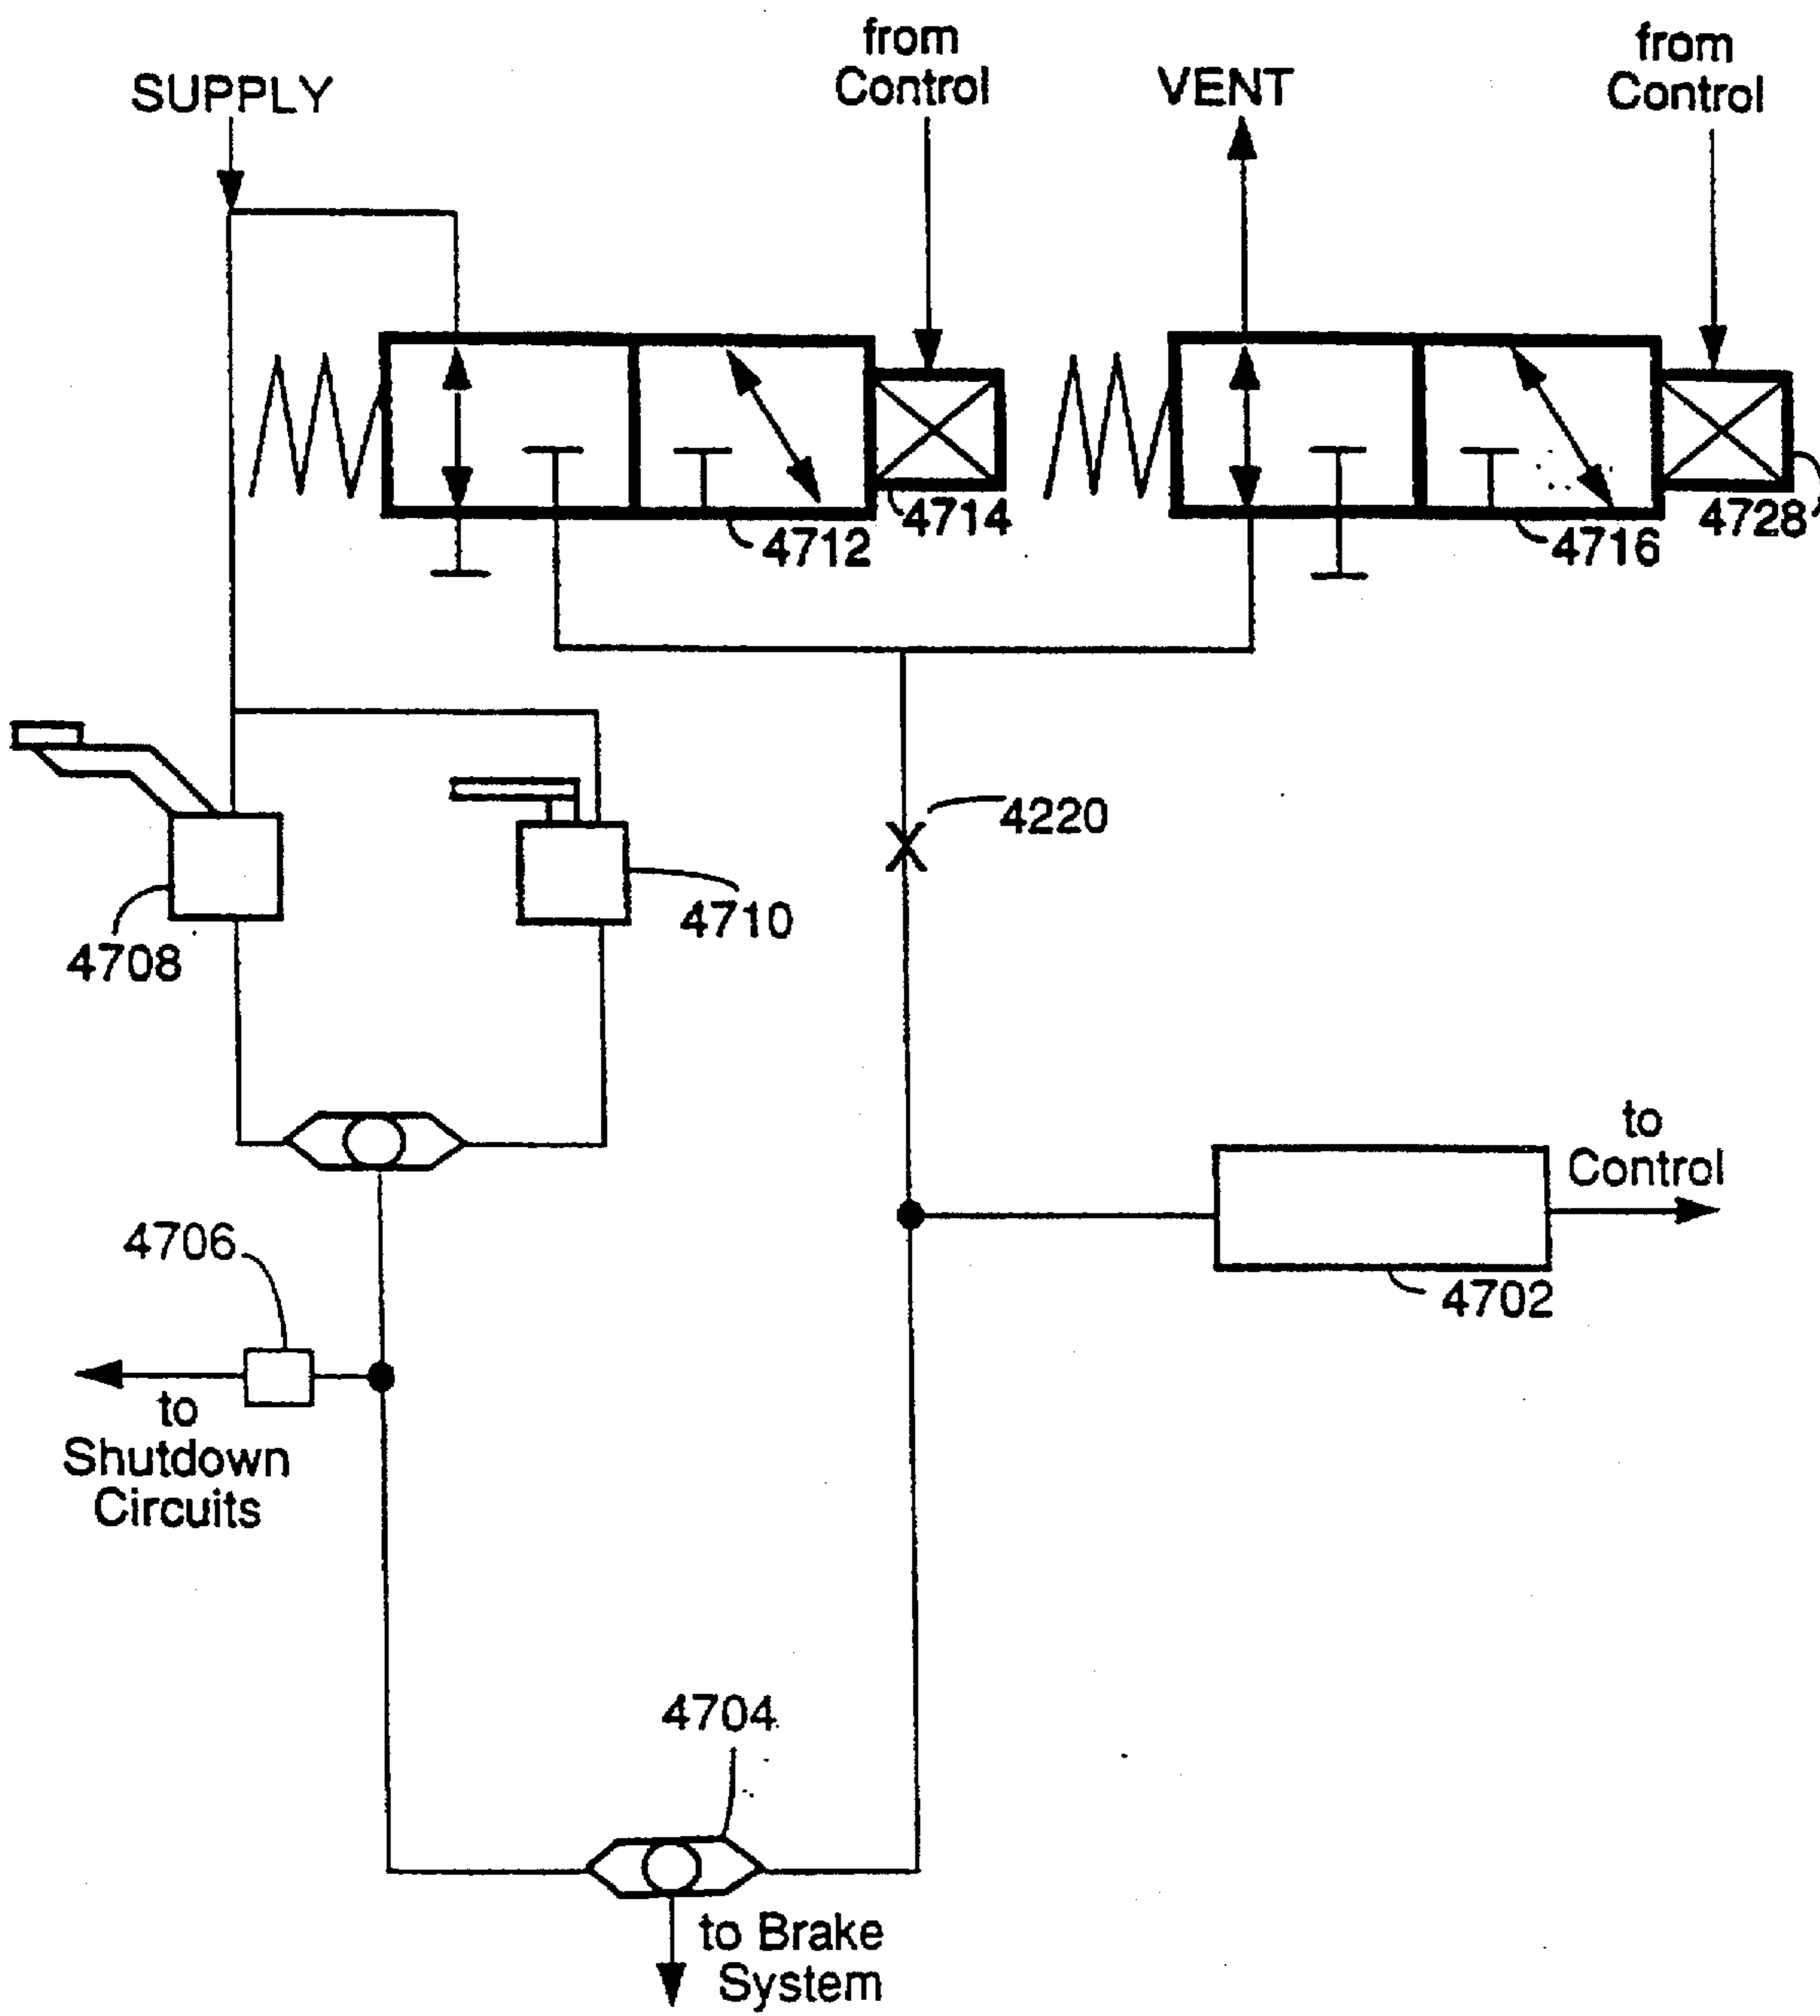 from
Control
from
Control
SUPPLY
VENT
4714
4712
4728
4716
4220
4710
4708
to
Control
4706
4702
to
Shutdown
Circuits
4704
to Brake
System